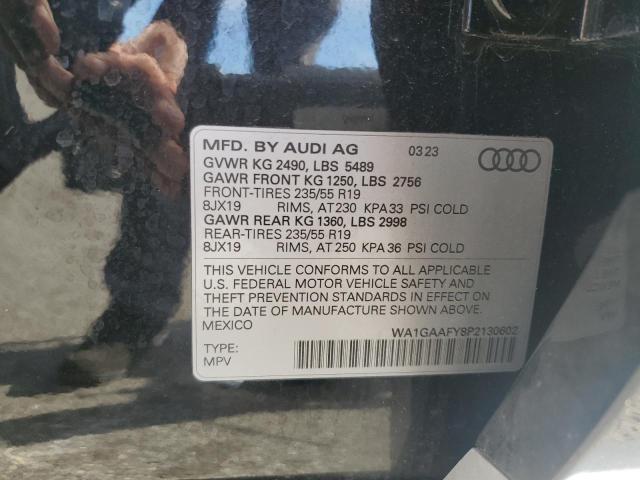 MFD. BY AUDI AG 03 23
GVWR KG 2490, LBS 5489
GAWR FRONT KG 1250, LBS 2756
FRONT-TIRES 235/55 R19
8JX19 RIMS, AT 230 KPA 33 PSI COLD
GAWR REAR KG 1360, LBS 2998
REAR-TIRES 235/55 R19
8JX19 RIMS, AT 250 KPA 36 PSI COLD
THIS VEHICLE CONFORMS TO ALL APPLICABLE
U.S. FEDERAL MOTOR VEHICLE SAFETY AND
THEFT PREVENTION STANDARDS IN EFFECT ON
THE DATE OF MANUFACTURE SHOWN ABOVE.
MEXICO
WA1GAAFY8P2130602
TYPE:
MPV